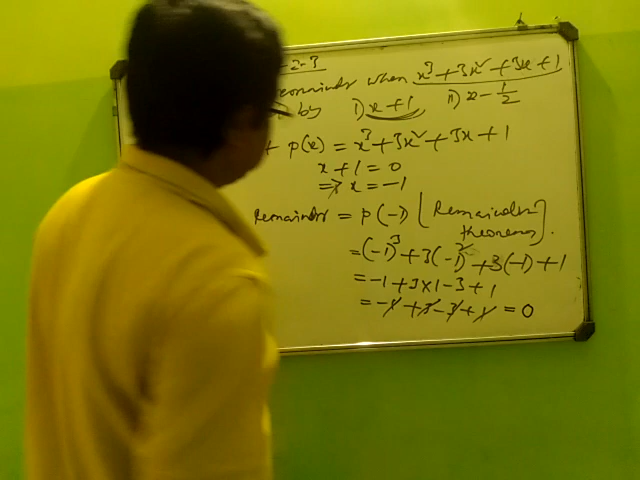 -2-3
remainder when x³+3x²+3x+1
by i) x+1 ii) x-1/2
p(x) = x³+3x²+3x+1
x+1=0
⇒ x=-1
Remainder = p(-1) [Remainder
theorem].
=(-1)³+3(-1)²+3(-1)+1
=-1+3×1-3+1
=-1+3-3+1=0